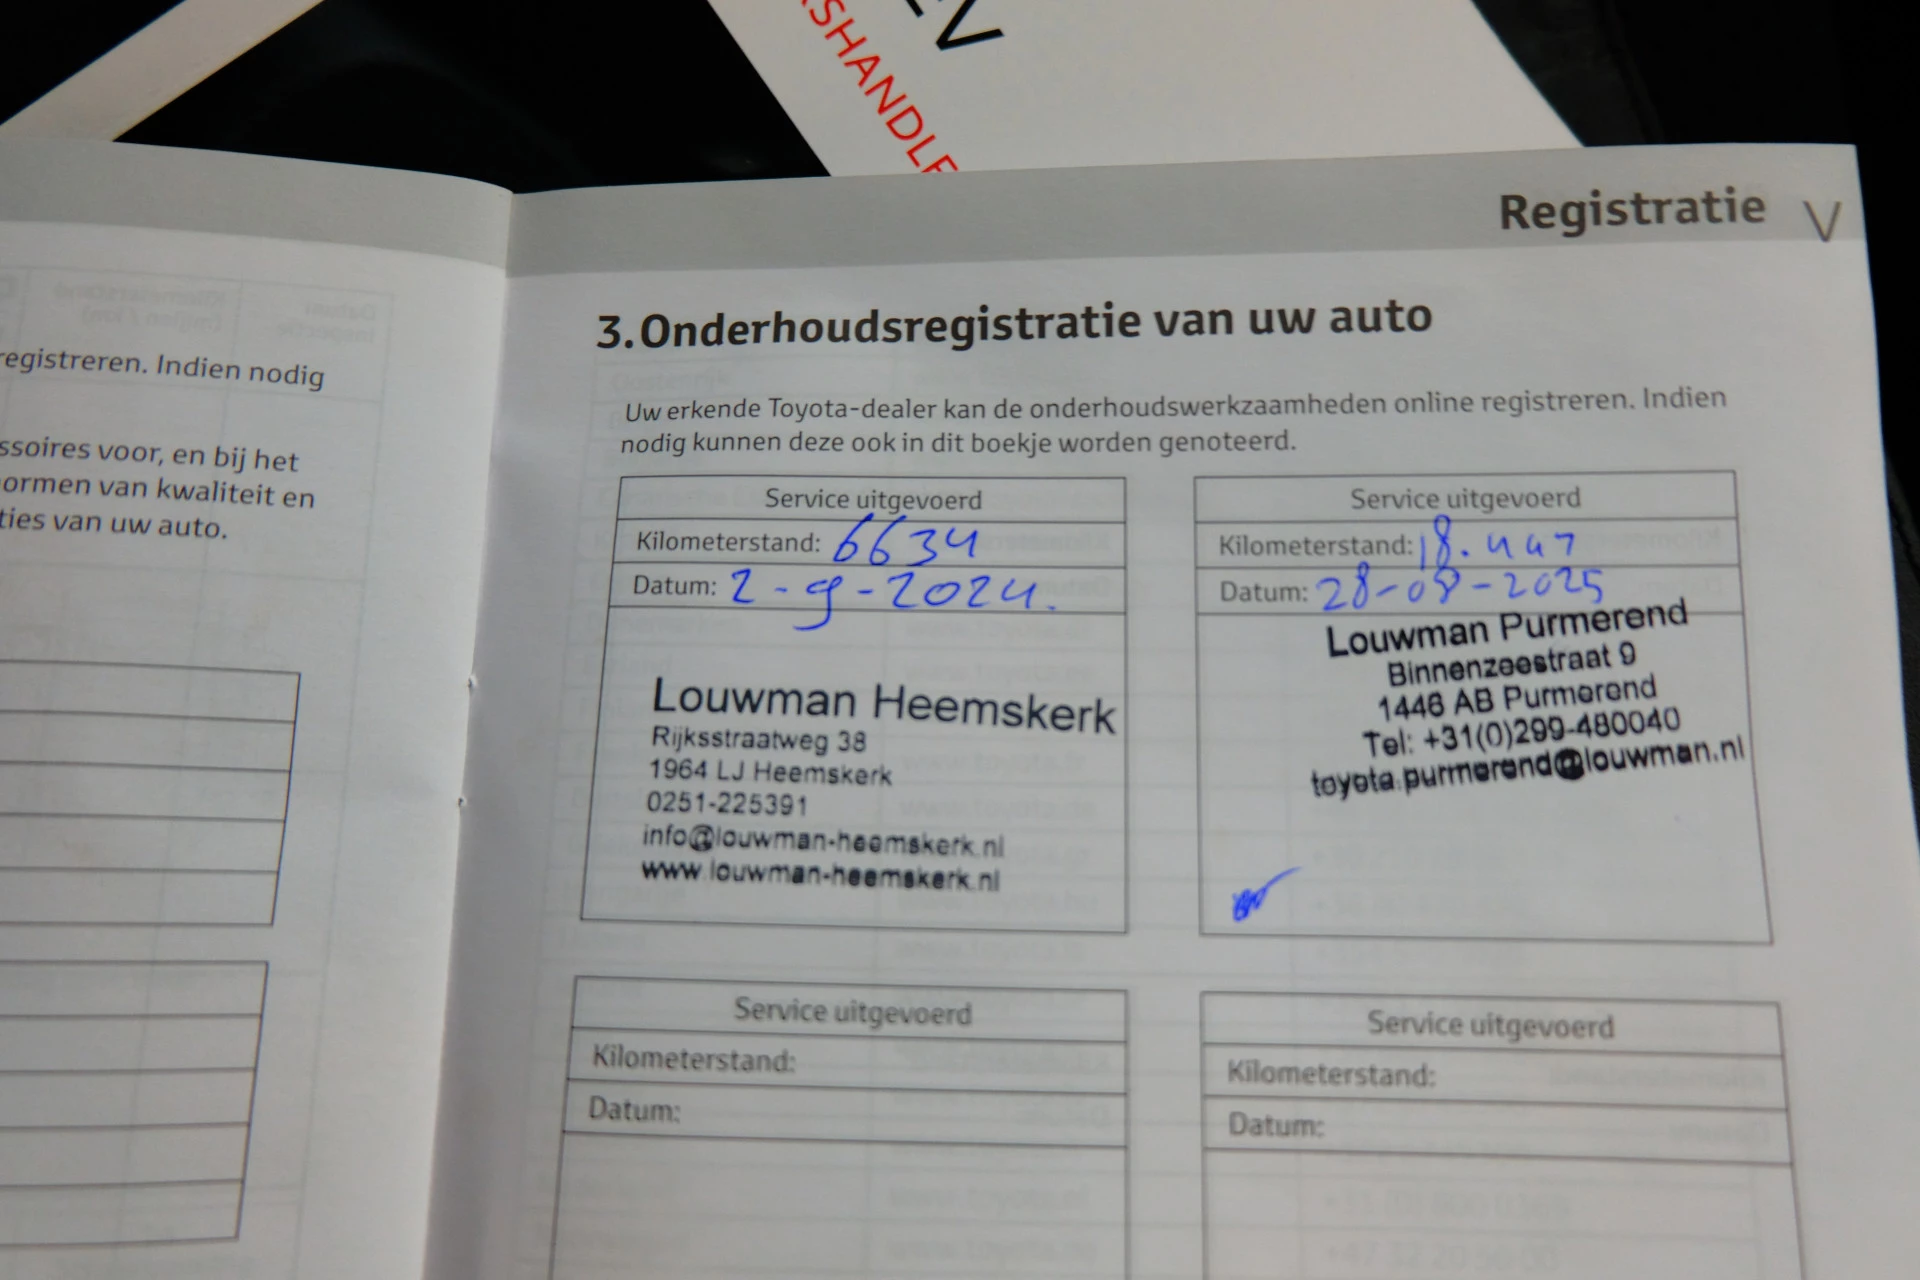 EV
SHANDLE
Registratie V
registreren. Indien nodig
ssoires voor, en bij het
ormen van kwaliteit en
ties van uw auto.
3. Onderhoudsregistratie van uw auto
Uw erkende Toyota-dealer kan de onderhoudswerkzaamheden online registreren. Indien
nodig kunnen deze ook in dit boekje worden genoteerd.
Service uitgevoerd
Kilometerstand: 6634
Datum: 2-9-2024.
Louwman Heemskerk
Rijksstraatweg 38
1964 LJ Heemskerk
0251-225391
info@louwman-heemskerk.nl
www.louwman-heemskerk.nl
Service uitgevoerd
Kilometerstand: 18.447
Datum: 28-08-2025
Louwman Purmerend
Binnenzeestraat 9
1446 AB Purmerend
Tel: +31(0)299-480040
toyota.purmerend@louwman.nl
Service uitgevoerd
Kilometerstand:
Datum:
Service uitgevoerd
Kilometerstand:
Datum: